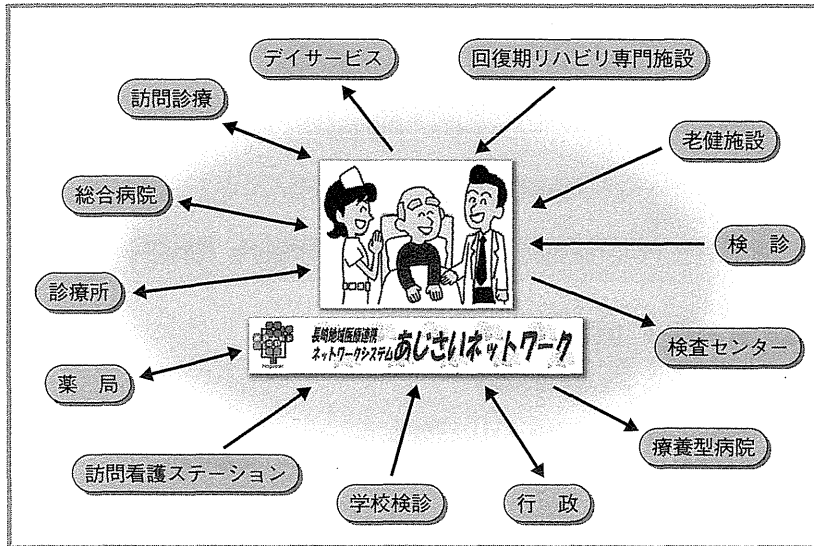 デイサービス
回復期リハビリ専門施設
訪問診療
老健施設
総合病院
検　診
診療所
長崎地域医療連携
ネットワークシステム あじさいネットワーク
検査センター
薬　局
療養型病院
訪問看護ステーション
学校検診
行　政